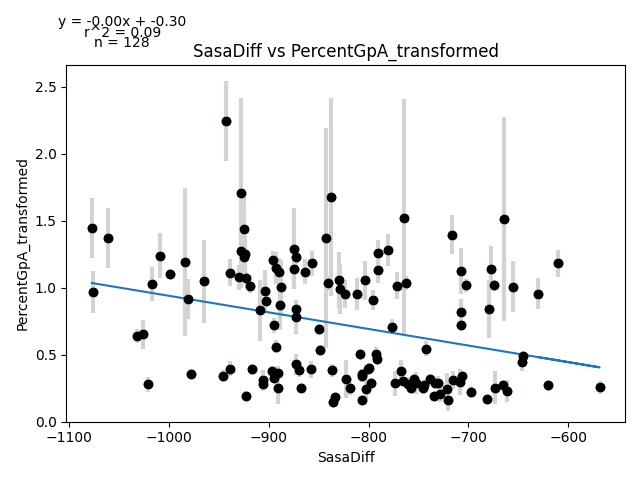 y = -0.00x + -0.30
r^2 = 0.09
n = 128
SasaDiff vs PercentGpA_transformed
PercentGpA_transformed
2.5
2.0
1.5
1.0
0.5
0.0
−1100 −1000 −900 −800 −700 −600
SasaDiff